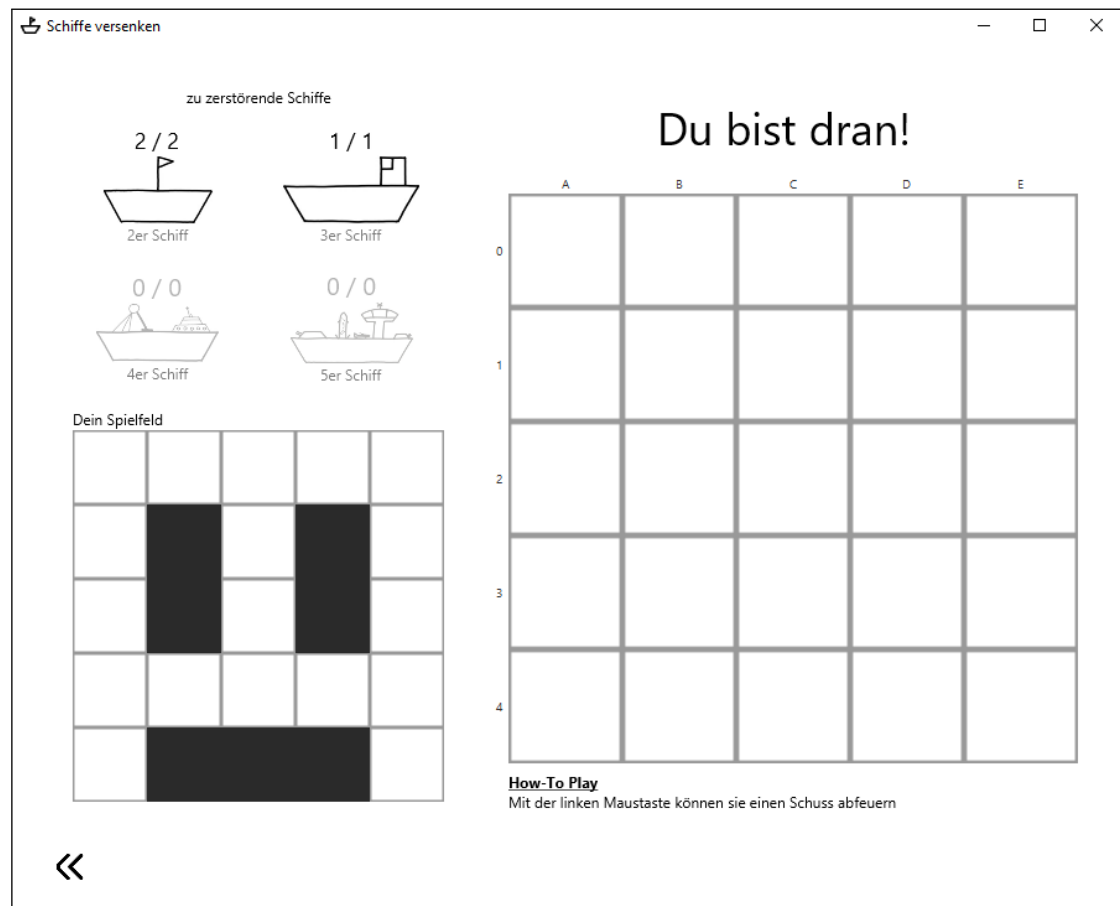 Schiffe versenken
zu zerstörende Schiffe
2 / 2
1 / 1
2er Schiff
3er Schiff
0 / 0
0 / 0
4er Schiff
5er Schiff
Dein Spielfeld
Du bist dran!
A B C D E
0
1
2
3
4
How-To Play
Mit der linken Maustaste können sie einen Schuss abfeuern